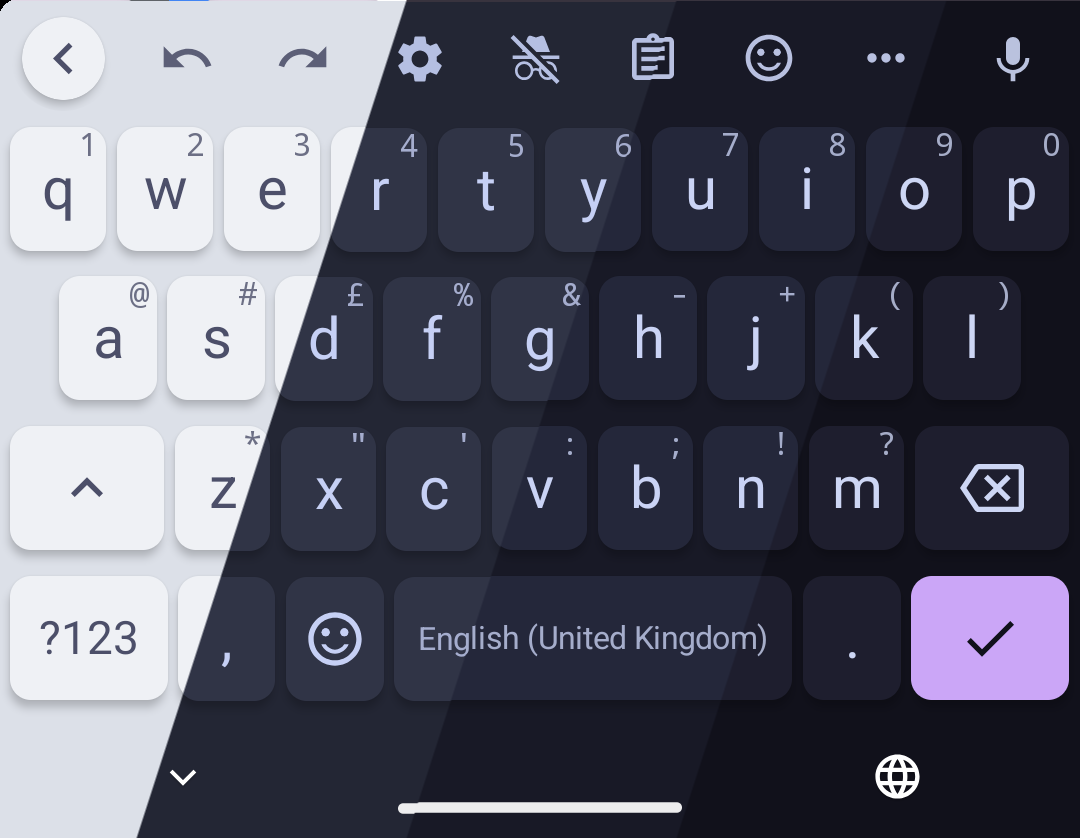 1 2 3 4 5 6 7 8 9 0
q w e r t y u i o p
@ # £ % & - + ( )
a s d f g h j k l
* " ' : ; ! ?
z x c v b n m
?123 , English (United Kingdom) .